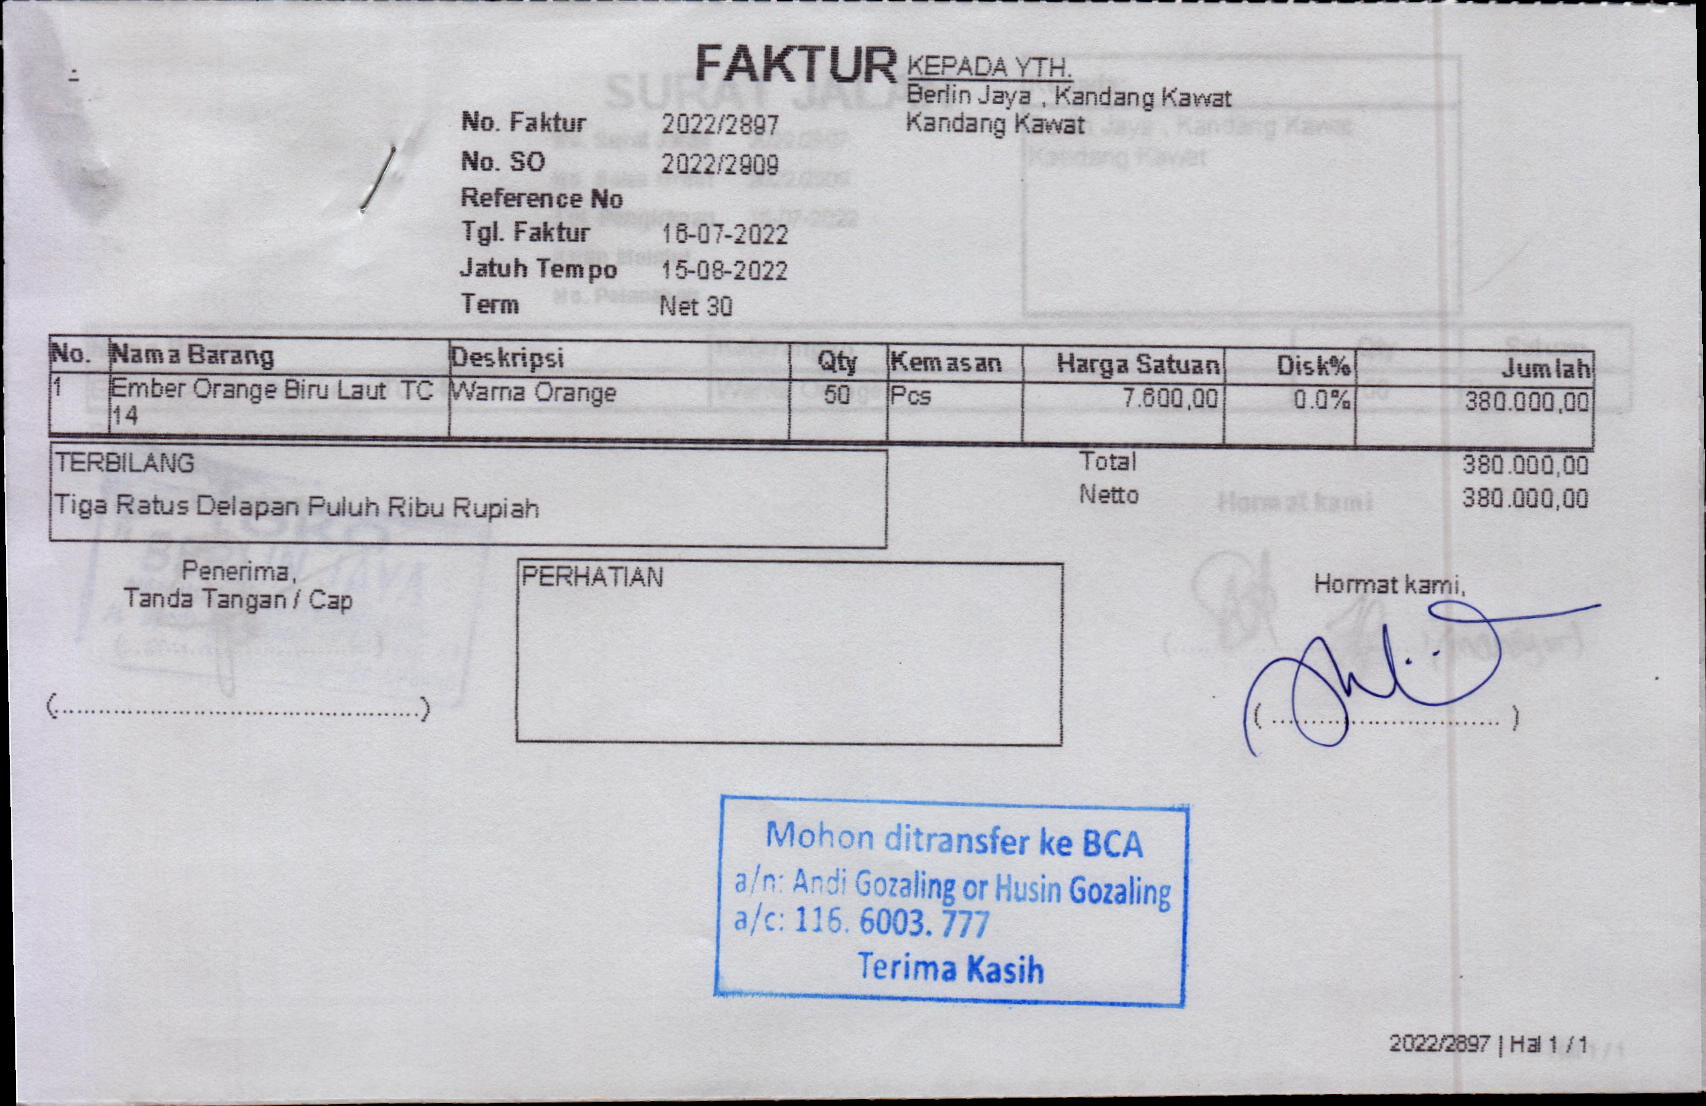 FAKTUR
KEPADA YTH.
Berlin Jaya , Kandang Kawat
Kandang Kawat
No. Faktur 2022/2897
No. SO 2022/2909
Reference No
Tgl. Faktur 16-07-2022
Jatuh Tempo 15-08-2022
Term Net 30
No. Nama Barang Deskripsi Qty Kemasan Harga Satuan Disk% Jumlah
1 Ember Orange Biru Laut TC Warna Orange 50 Pcs 7.600,00 0.0% 380.000,00
14
TERBILANG
Tiga Ratus Delapan Puluh Ribu Rupiah
Total 380.000,00
Netto 380.000,00
Penerima,
Tanda Tangan / Cap
(................................................)
PERHATIAN
Hormat kami,
(..............................)
Mohon ditransfer ke BCA
a/n: Andi Gozaling or Husin Gozaling
a/c: 116. 6003. 777
Terima Kasih
2022/2897 | Hal 1 / 1